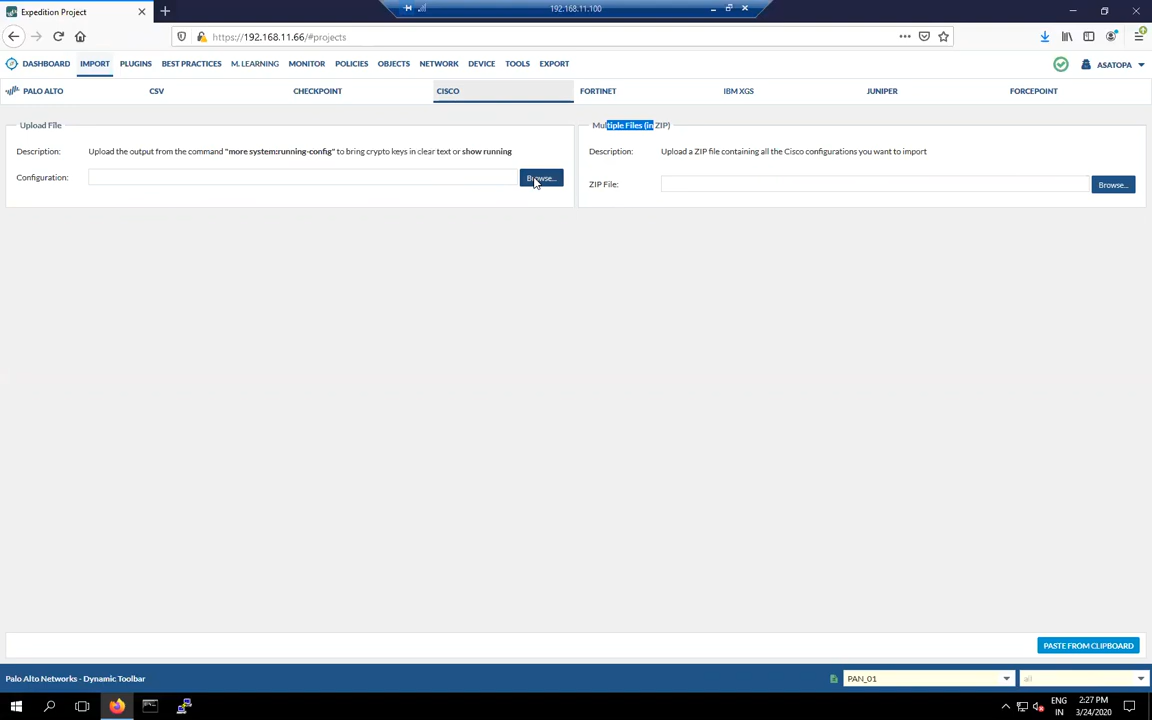 192.168.11.100
Expedition Project
https://192.168.11.66/#projects
DASHBOARD IMPORT PLUGINS BEST PRACTICES M. LEARNING MONITOR POLICIES OBJECTS NETWORK DEVICE TOOLS EXPORT ASATOPA
PALO ALTO CSV CHECKPOINT CISCO FORTINET IBM XGS JUNIPER FORCEPOINT
Upload File
Description: Upload the output from the command "more system:running-config" to bring crypto keys in clear text or show running
Configuration: Browse...
Multiple Files (in ZIP)
Description: Upload a ZIP file containing all the Cisco configurations you want to import
ZIP File: Browse...
PASTE FROM CLIPBOARD
Palo Alto Networks - Dynamic Toolbar PAN_01 all
ENG 2:27 PM
IN 3/24/2020